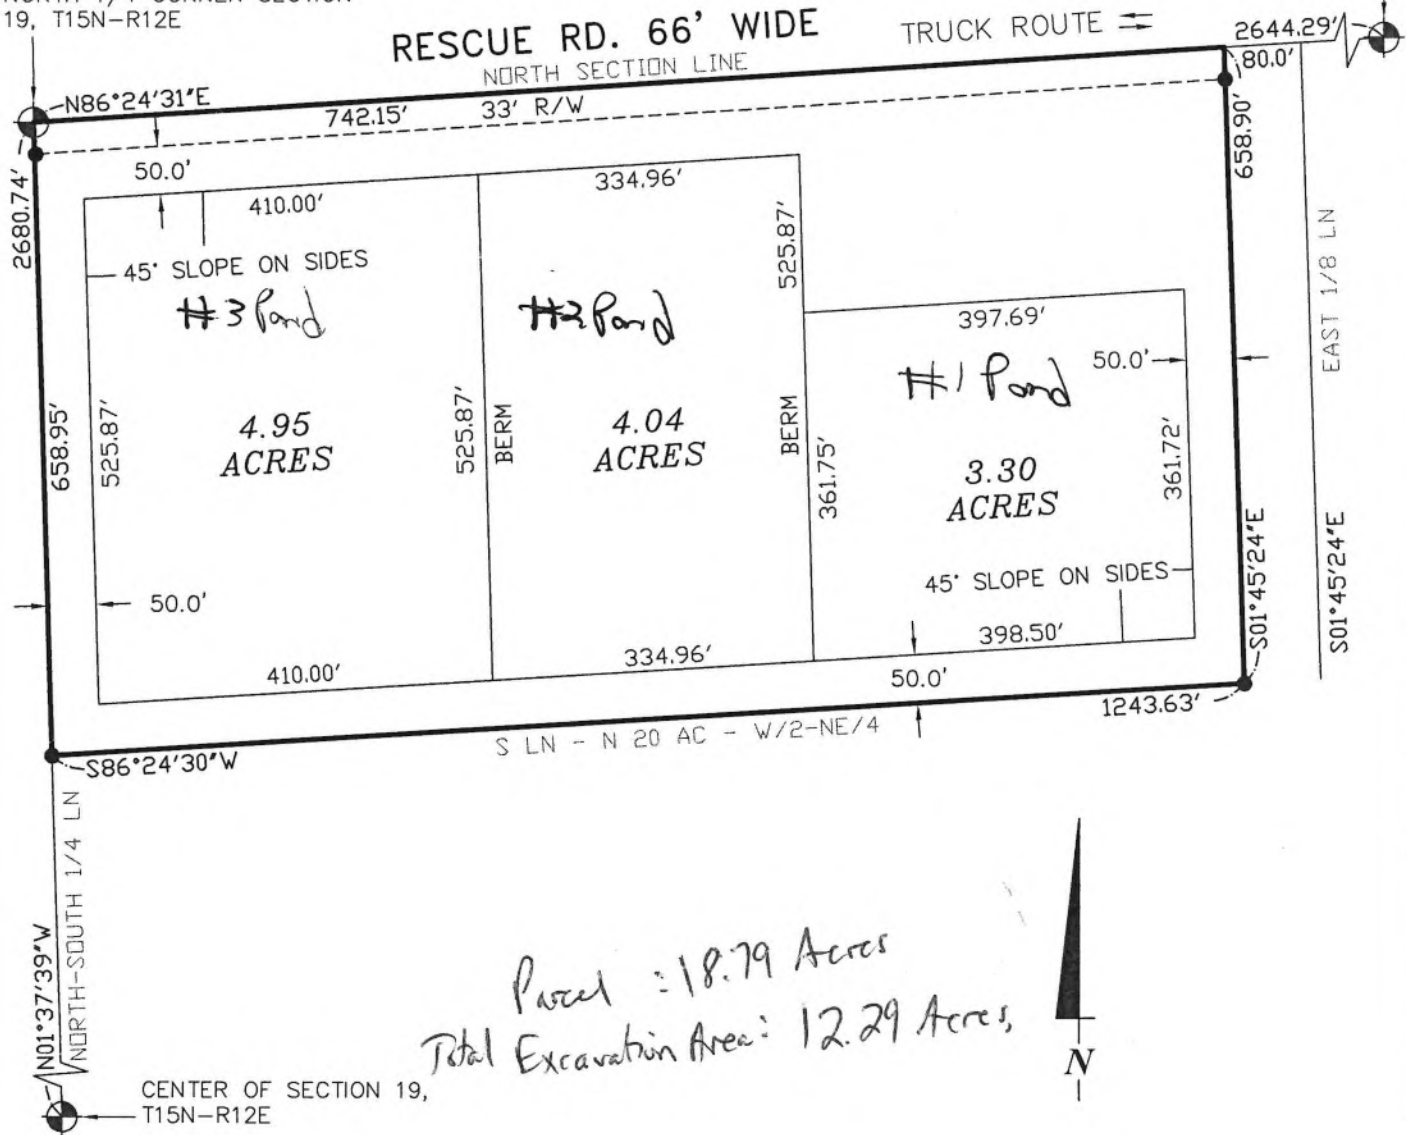 19, T15N-R12E
RESCUE RD. 66' WIDE
TRUCK ROUTE
2644.29'
NORTH SECTION LINE
80.0'
N86°24'31"E
742.15'
33' R/W
658.90'
2680.74'
50.0'
410.00'
334.96'
525.87'
45° SLOPE ON SIDES
#3 Pond
#2 Pond
397.69'
#1 Pond
50.0'
EAST 1/8 LN
658.95'
525.87'
4.95
ACRES
525.87'
BERM
4.04
ACRES
BERM
361.75'
3.30
ACRES
361.72'
45° SLOPE ON SIDES
50.0'
410.00'
334.96'
398.50'
50.0'
S01°45'24"E
S01°45'24"E
1243.63'
S LN - N 20 AC - W/2-NE/4
S86°24'30"W
NORTH-SOUTH 1/4 LN
N01°37'39"W
Parcel : 18.79 Acres
Total Excavation Area: 12.29 Acres,
N
CENTER OF SECTION 19,
T15N-R12E